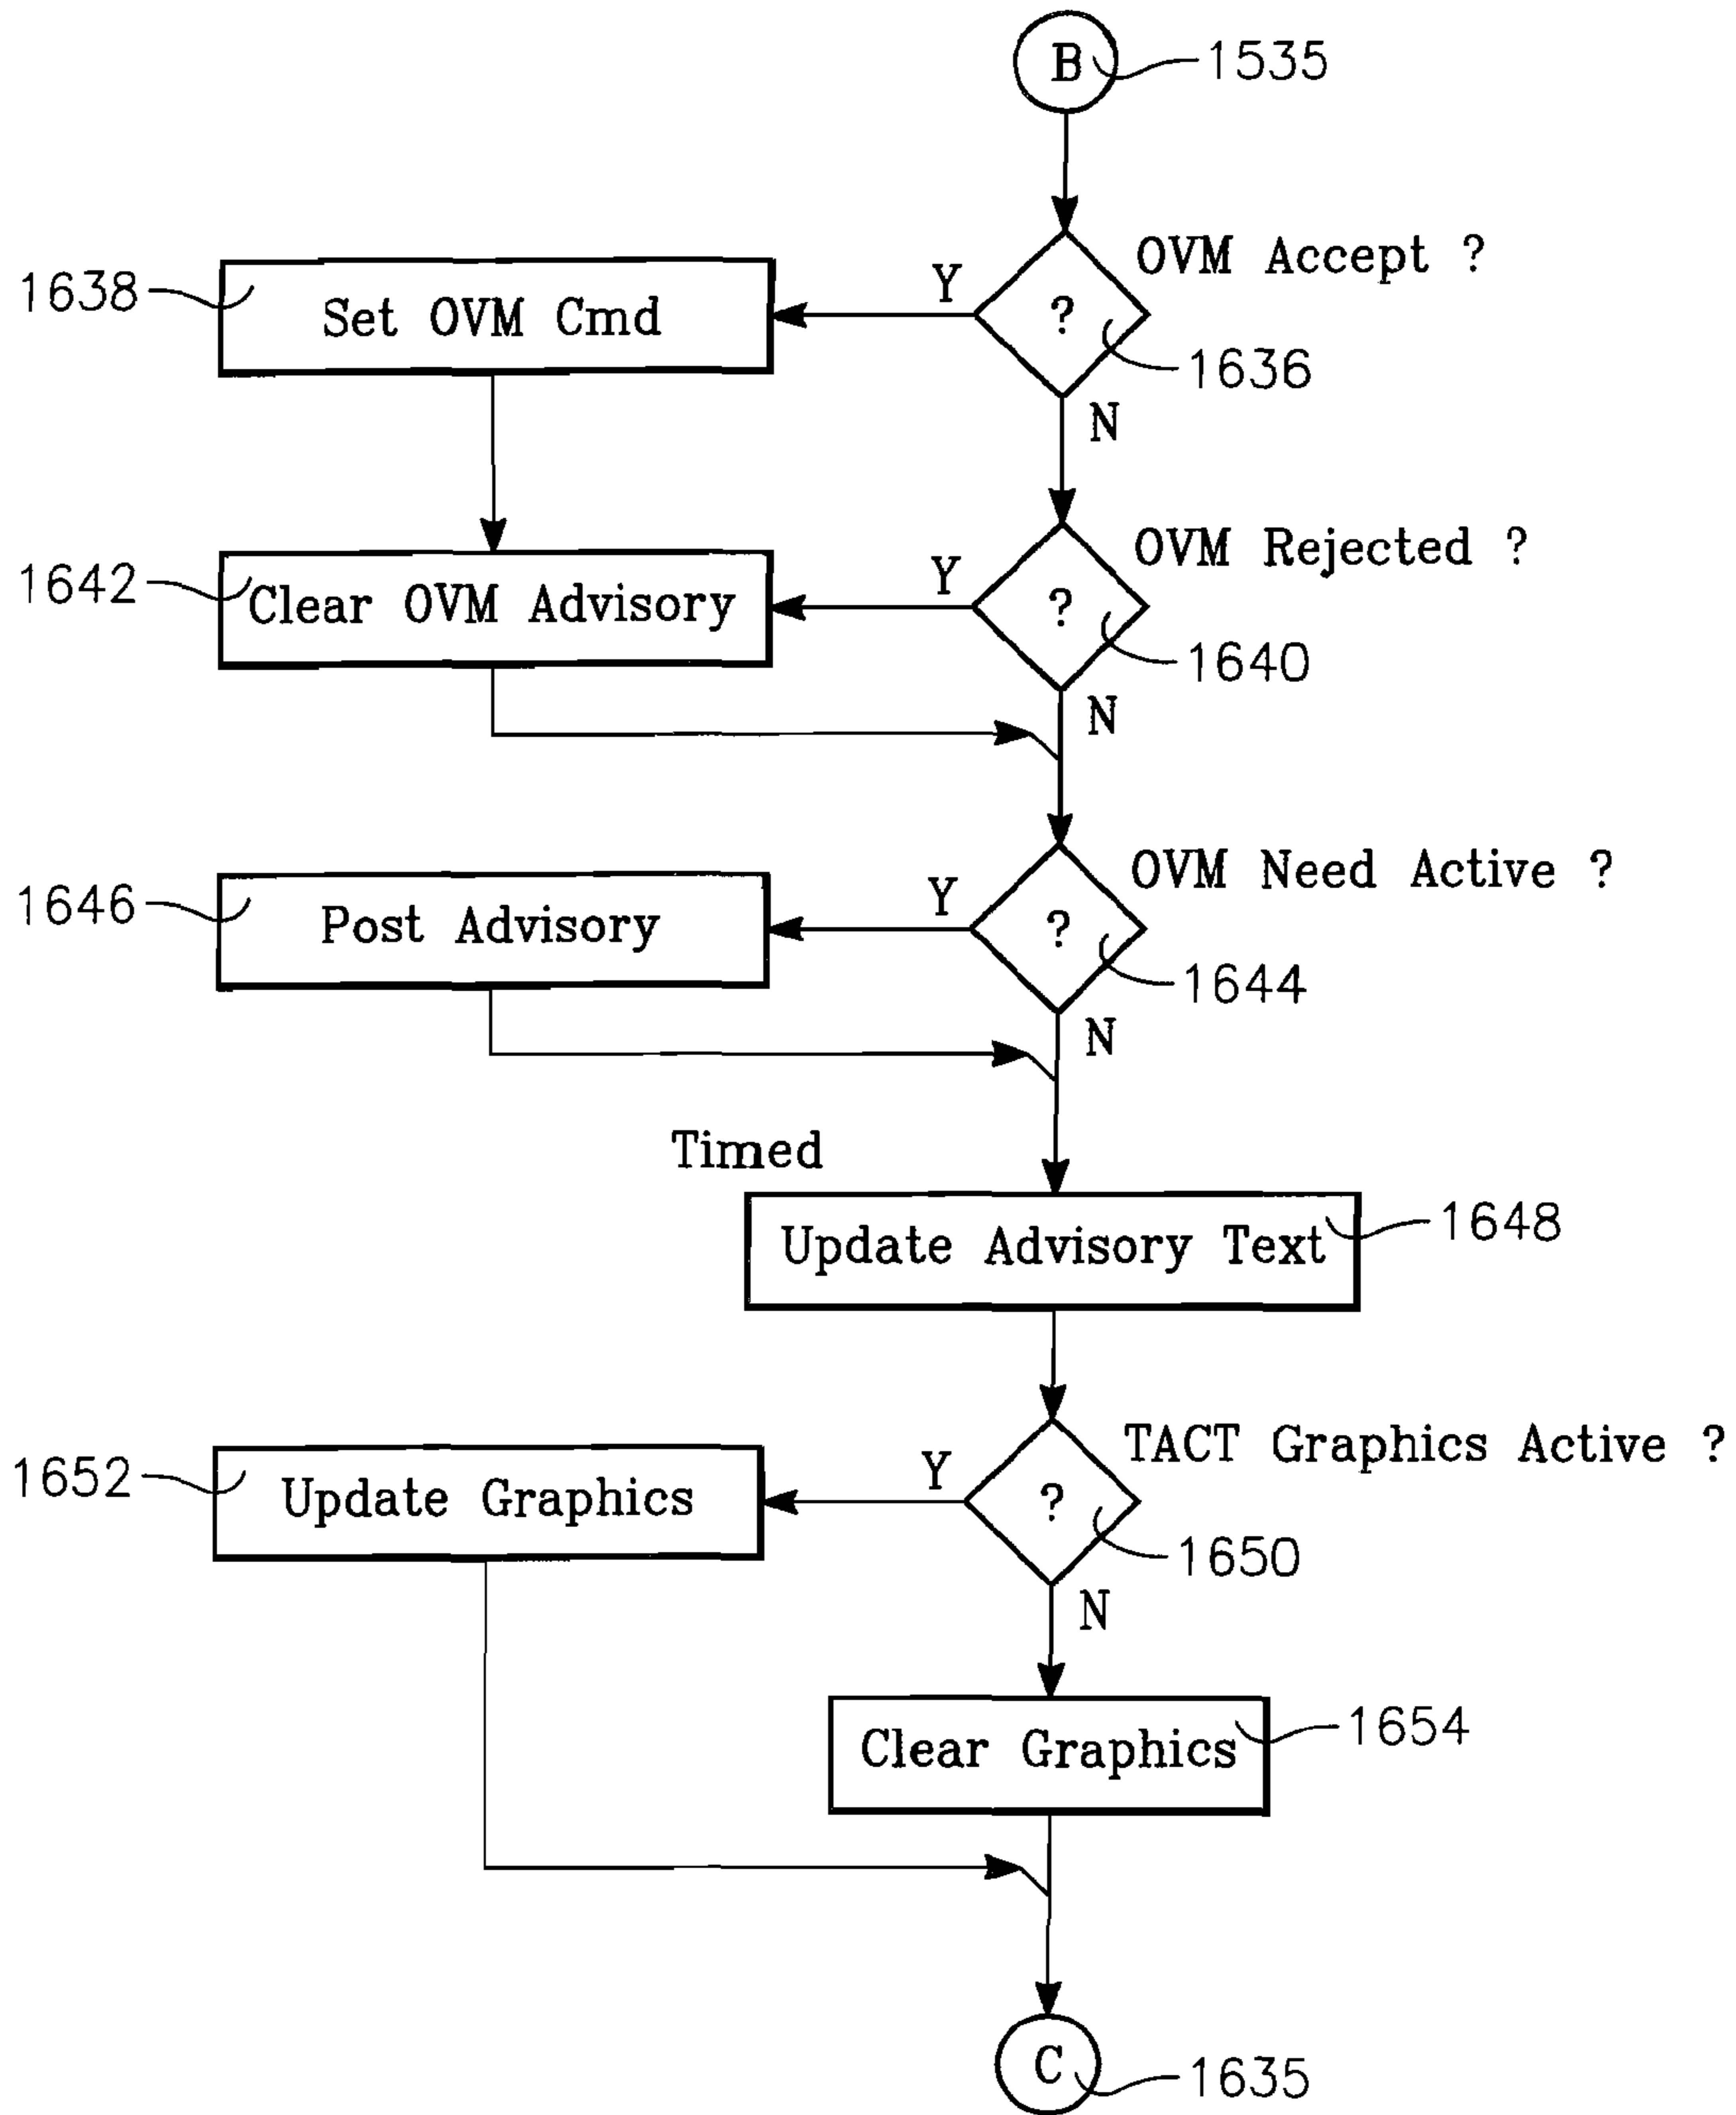 B
1535
OVM Accept ?
Y
?
1636
N
1638
Set OVM Cmd
OVM Rejected ?
Y
?
1640
N
1642
Clear OVM Advisory
OVM Need Active ?
Y
?
1644
N
1646
Post Advisory
Timed
Update Advisory Text
1648
TACT Graphics Active ?
Y
?
1650
N
1652
Update Graphics
Clear Graphics
1654
C
1635